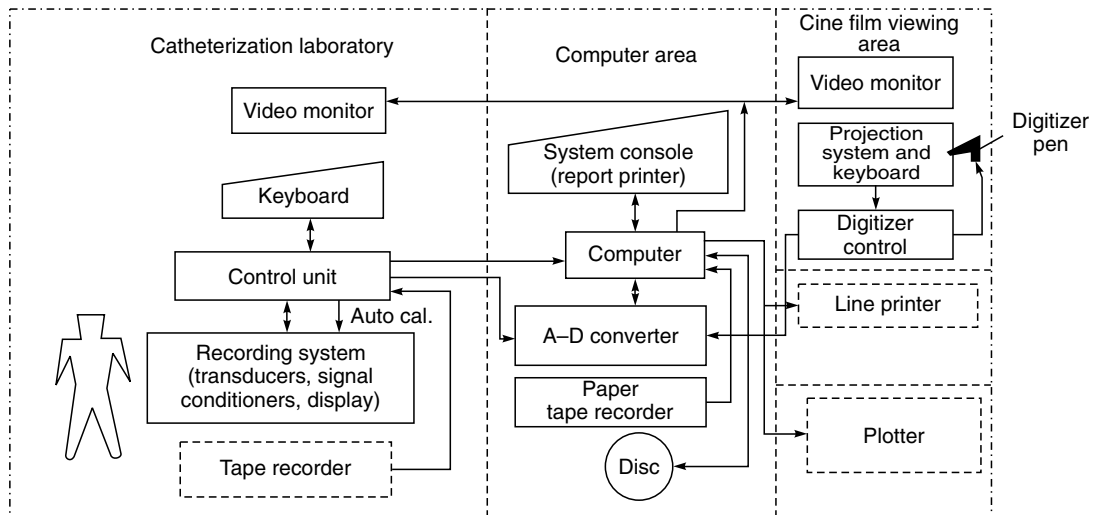 Catheterization laboratory
Video monitor
Keyboard
Control unit
Auto cal.
Recording system
(transducers, signal
conditioners, display)
Tape recorder
Computer area
System console
(report printer)
Computer
A–D converter
Paper
tape recorder
Disc
Cine film viewing
area
Video monitor
Projection
system and
keyboard
Digitizer
pen
Digitizer
control
Line printer
Plotter